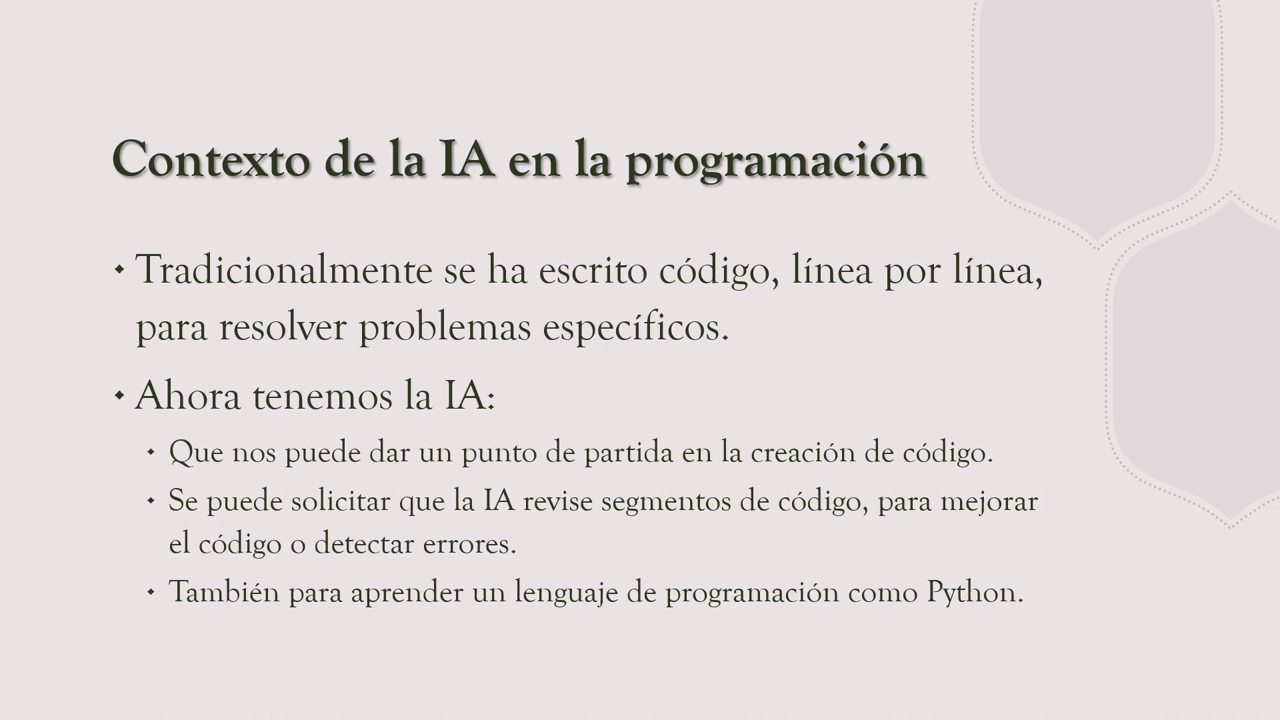 Contexto de la IA en la programación
Tradicionalmente se ha escrito código, línea por línea,
para resolver problemas específicos.
Ahora tenemos la IA:
Que nos puede dar un punto de partida en la creación de código.
Se puede solicitar que la IA revise segmentos de código, para mejorar
el código o detectar errores.
También para aprender un lenguaje de programación como Python.